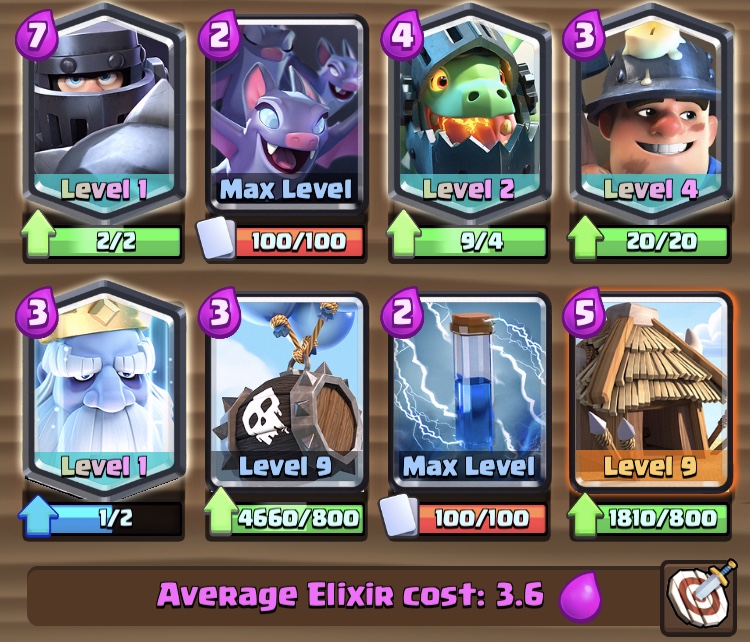 7 2 4 3
Level 1 Max Level Level 2 Level 4
2/2 100/100 9/4 20/20
3 3 2 5
Level 1 Level 9 Max Level Level 9
1/2 4660/800 100/100 1810/800
Average Elixir cost: 3.6